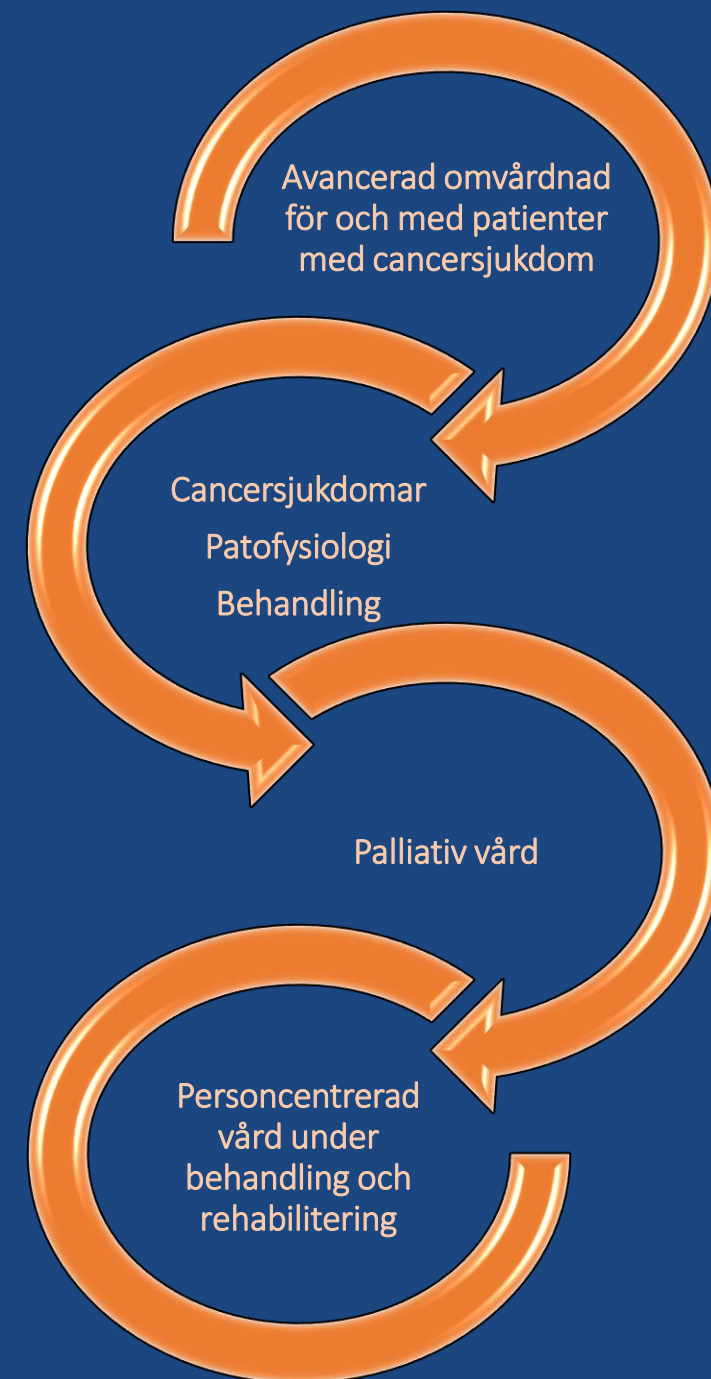 Avancerad omvårdnad
för och med patienter
med cancersjukdom
Cancersjukdomar
Patofysiologi
Behandling
Palliativ vård
Personcentrerad
vård under
behandling och
rehabilitering